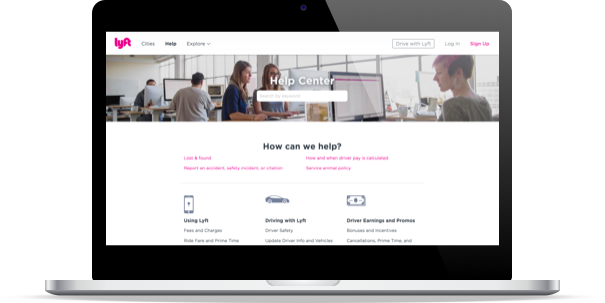 lyft Cities Help Explore Drive with Lyft Log In Sign Up
Help Center
Search by keyword
How can we help?
Lost & found How and when driver pay is calculated
Report an accident, safety incident, or citation Service animal policy
Using Lyft Driving with Lyft Driver Earnings and Promos
Fees and Charges Driver Safety Bonuses and Incentives
Ride Fare and Prime Time Update Driver Info and Vehicles Cancellations, Prime Time, and